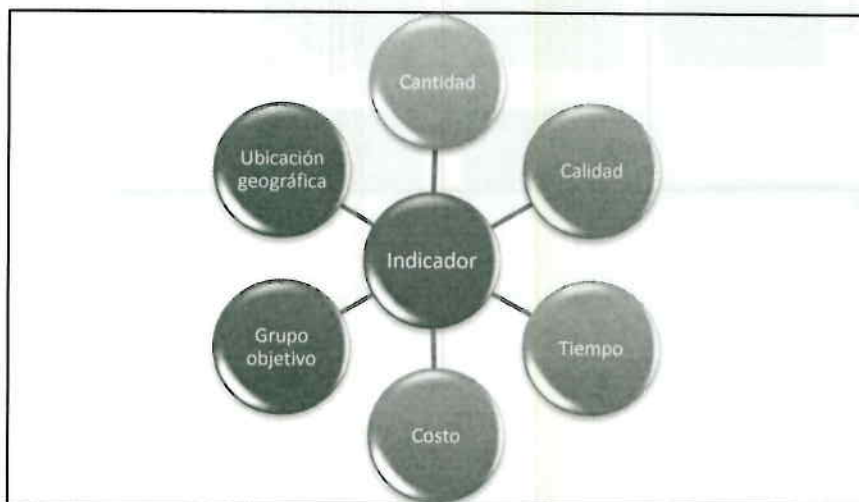 Cantidad
Ubicación
geográfica
Calidad
Indicador
Grupo
objetivo
Tiempo
Costo